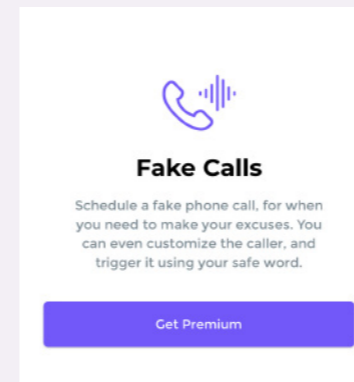 Fake Calls
Schedule a fake phone call, for when
you need to make your excuses. You
can even customize the caller, and
trigger it using your safe word.
Get Premium